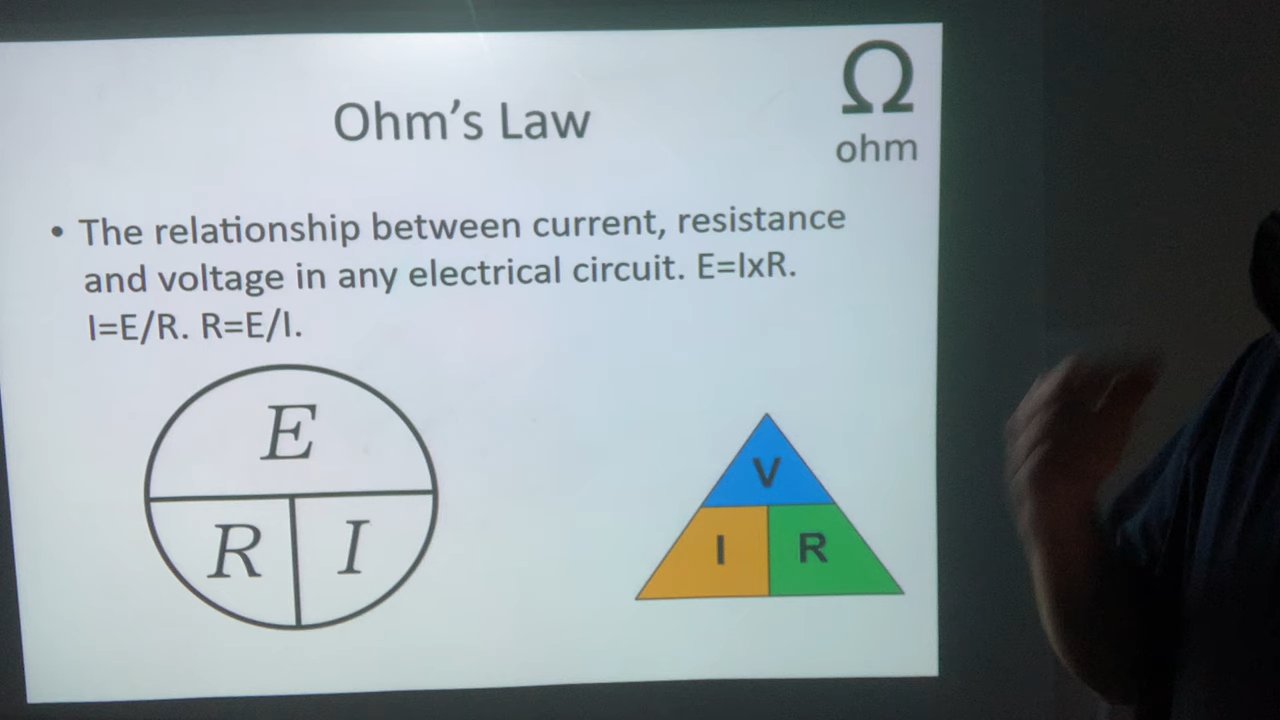 Ω
ohm
Ohm's Law
• The relationship between current, resistance
and voltage in any electrical circuit. E=IxR.
I=E/R. R=E/I.
E
R I
V
I R